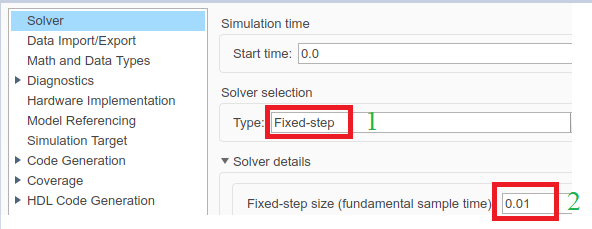 Solver
Data Import/Export
Math and Data Types
Diagnostics
Hardware Implementation
Model Referencing
Simulation Target
Code Generation
Coverage
HDL Code Generation
Simulation time
Start time: 0.0
Solver selection
Type: Fixed-step 1
Solver details
Fixed-step size (fundamental sample time) 0.01 2